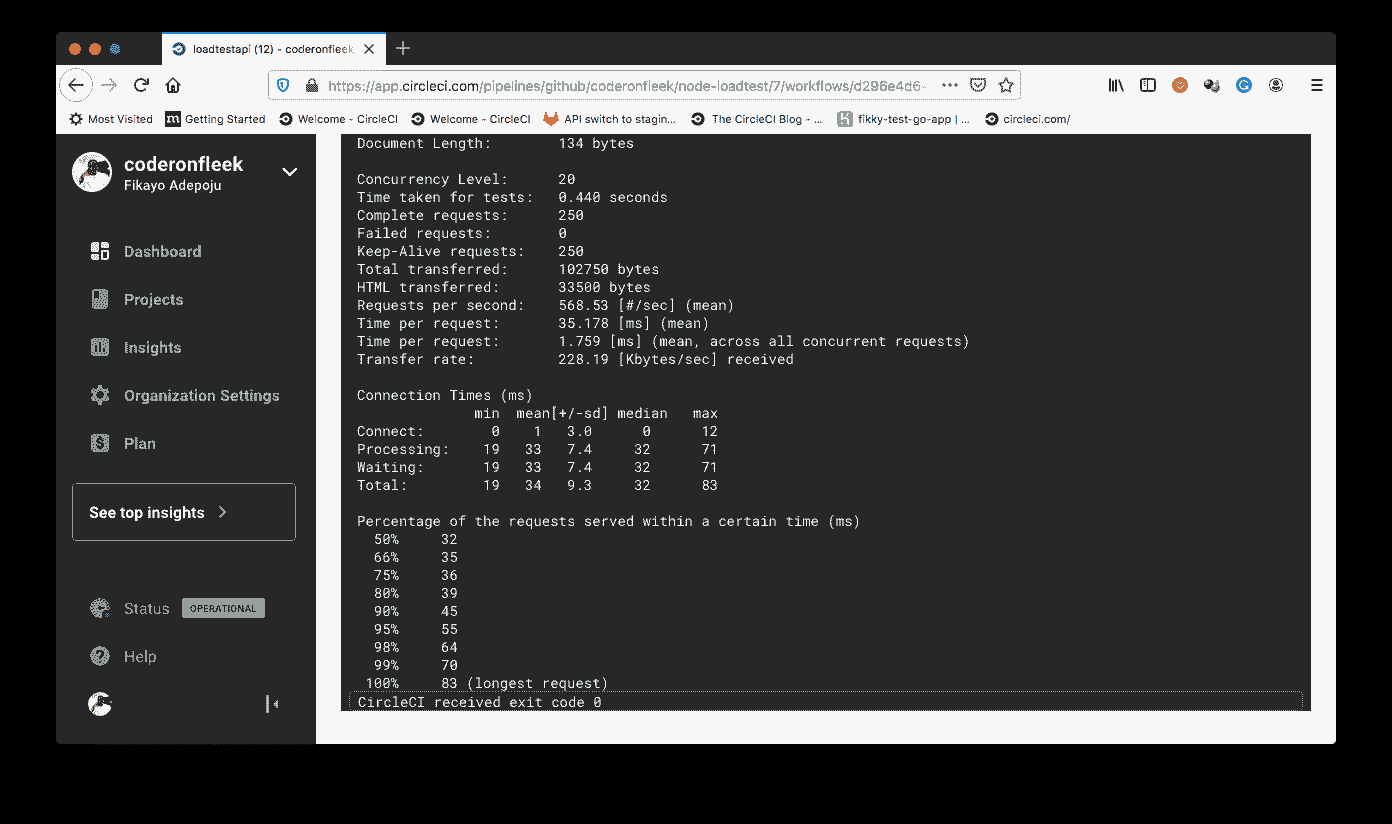 loadtestapi (12) - coderonfleek
https://app.circleci.com/pipelines/github/coderonfleek/node-loadtest/7/workflows/d296e4d6-
Most Visited Getting Started Welcome - CircleCI Welcome - CircleCI API switch to stagin... The CircleCI Blog - ... fikky-test-go-app | ... circleci.com/
coderonfleek
Fikayo Adepoju
Dashboard
Projects
Insights
Organization Settings
Plan
See top insights
Status OPERATIONAL
Help
Document Length: 134 bytes
Concurrency Level: 20
Time taken for tests: 0.440 seconds
Complete requests: 250
Failed requests: 0
Keep-Alive requests: 250
Total transferred: 102750 bytes
HTML transferred: 33500 bytes
Requests per second: 568.53 [#/sec] (mean)
Time per request: 35.178 [ms] (mean)
Time per request: 1.759 [ms] (mean, across all concurrent requests)
Transfer rate: 228.19 [Kbytes/sec] received
Connection Times (ms)
min mean[+/-sd] median max
Connect: 0 1 3.0 0 12
Processing: 19 33 7.4 32 71
Waiting: 19 33 7.4 32 71
Total: 19 34 9.3 32 83
Percentage of the requests served within a certain time (ms)
50% 32
66% 35
75% 36
80% 39
90% 45
95% 55
98% 64
99% 70
100% 83 (longest request)
CircleCI received exit code 0